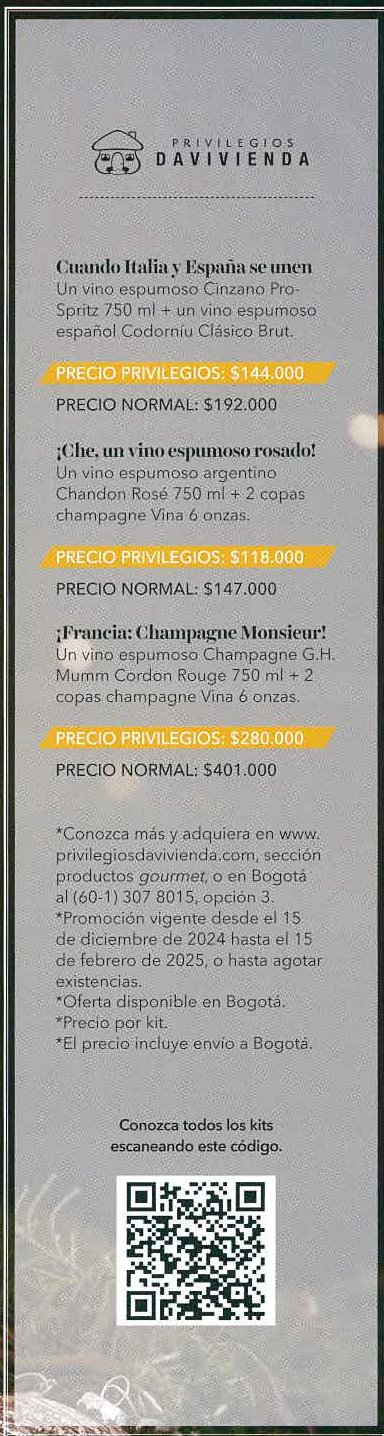 PRIVILEGIOS
DAVIVIENDA
Cuando Italia y España se unen
Un vino espumoso Cinzano Pro-
Spritz 750 ml + un vino espumoso
español Codorníu Clásico Brut.
PRECIO PRIVILEGIOS: $144.000
PRECIO NORMAL: $192.000
¡Che, un vino espumoso rosado!
Un vino espumoso argentino
Chandon Rosé 750 ml + 2 copas
champagne Vina 6 onzas.
PRECIO PRIVILEGIOS: $118.000
PRECIO NORMAL: $147.000
¡Francia: Champagne Monsieur!
Un vino espumoso Champagne G.H.
Mumm Cordon Rouge 750 ml + 2
copas champagne Vina 6 onzas.
PRECIO PRIVILEGIOS: $280.000
PRECIO NORMAL: $401.000
*Conozca más y adquiera en www.
privilegiosdavivienda.com, sección
productos gourmet, o en Bogotá
al (60-1) 307 8015, opción 3.
*Promoción vigente desde el 15
de diciembre de 2024 hasta el 15
de febrero de 2025, o hasta agotar
existencias.
*Oferta disponible en Bogotá.
*Precio por kit.
*El precio incluye envío a Bogotá.
Conozca todos los kits
escaneando este código.